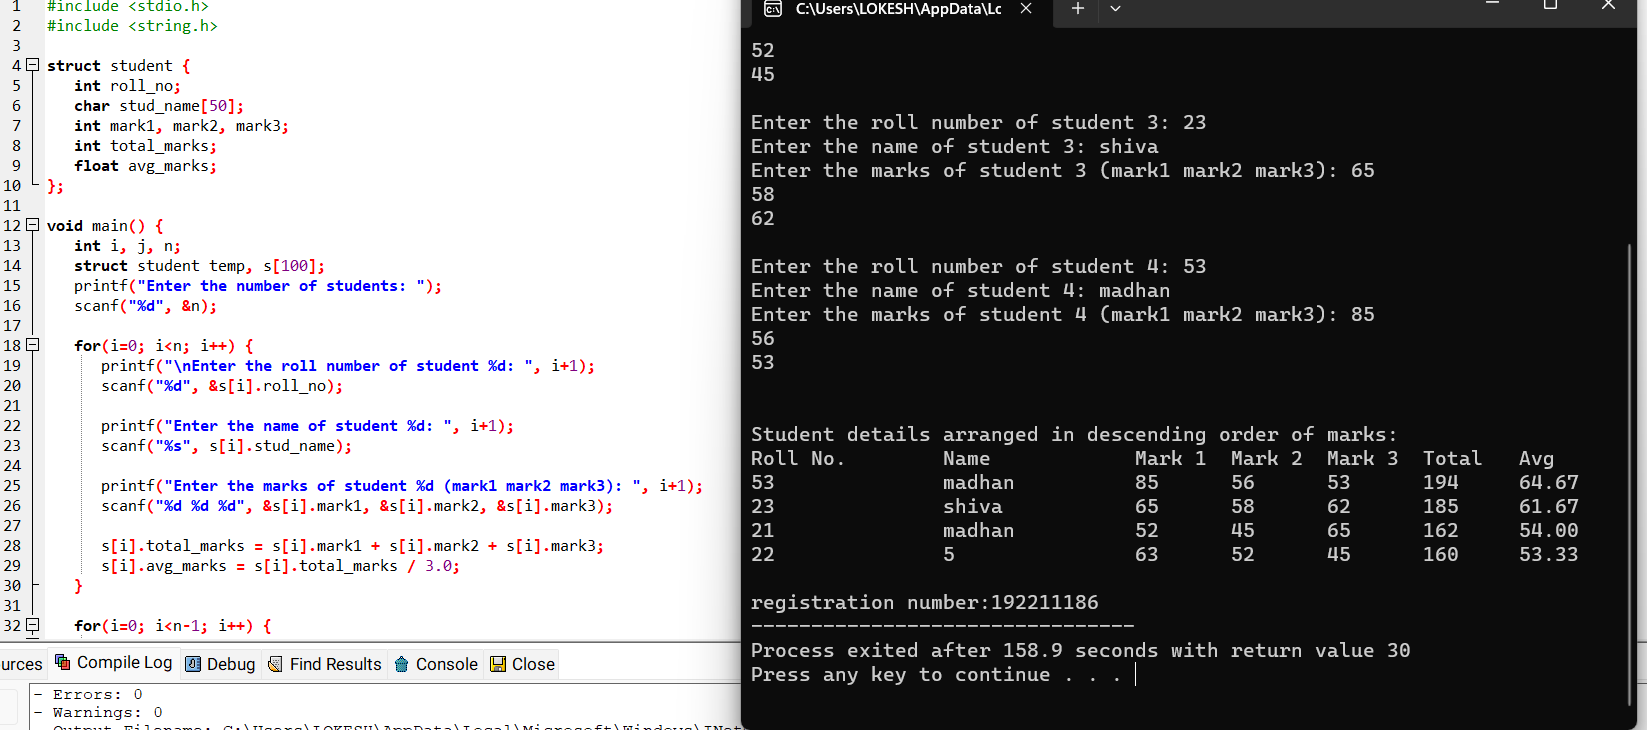 1 #include <stdio.h>
2 #include <string.h>
3
4 struct student {
5 int roll_no;
6 char stud_name[50];
7 int mark1, mark2, mark3;
8 int total_marks;
9 float avg_marks;
10 };
11
12 void main() {
13 int i, j, n;
14 struct student temp, s[100];
15 printf("Enter the number of students: ");
16 scanf("%d", &n);
17
18 for(i=0; i<n; i++) {
19 printf("\nEnter the roll number of student %d: ", i+1);
20 scanf("%d", &s[i].roll_no);
21
22 printf("Enter the name of student %d: ", i+1);
23 scanf("%s", s[i].stud_name);
24
25 printf("Enter the marks of student %d (mark1 mark2 mark3): ", i+1);
26 scanf("%d %d %d", &s[i].mark1, &s[i].mark2, &s[i].mark3);
27
28 s[i].total_marks = s[i].mark1 + s[i].mark2 + s[i].mark3;
29 s[i].avg_marks = s[i].total_marks / 3.0;
30 }
31
32 for(i=0; i<n-1; i++) {
urces Compile Log Debug Find Results Console Close
- Errors: 0
- Warnings: 0
C:\Users\LOKESH\AppData\Lc
52
45
Enter the roll number of student 3: 23
Enter the name of student 3: shiva
Enter the marks of student 3 (mark1 mark2 mark3): 65
58
62
Enter the roll number of student 4: 53
Enter the name of student 4: madhan
Enter the marks of student 4 (mark1 mark2 mark3): 85
56
53
Student details arranged in descending order of marks:
Roll No. Name Mark 1 Mark 2 Mark 3 Total Avg
53 madhan 85 56 53 194 64.67
23 shiva 65 58 62 185 61.67
21 madhan 52 45 65 162 54.00
22 5 63 52 45 160 53.33
registration number:192211186
--------------------------------
Process exited after 158.9 seconds with return value 30
Press any key to continue . . .